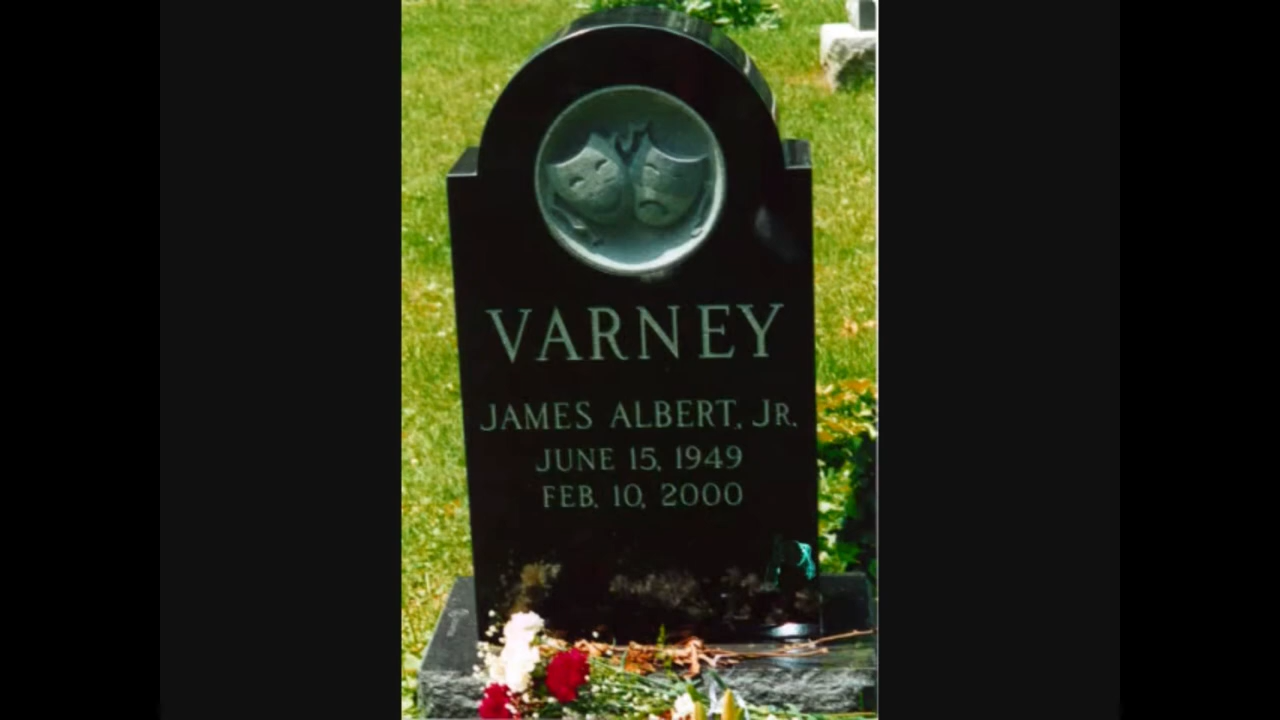 VARNEY
JAMES ALBERT, JR.
JUNE 15, 1949
FEB. 10, 2000